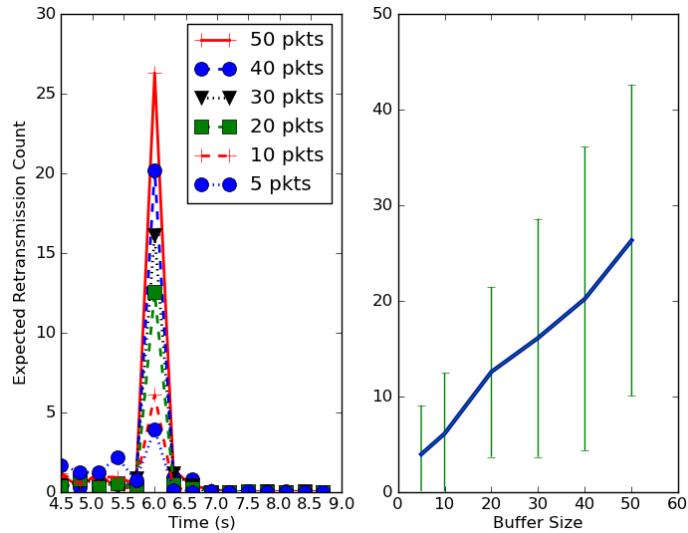 30
25
20
15
10
5
0
Expected Retransmission Count
4.5 5.0 5.5 6.0 6.5 7.0 7.5 8.0 8.5 9.0
Time (s)
50 pkts
40 pkts
30 pkts
20 pkts
10 pkts
5 pkts
50
40
30
20
10
0
0 10 20 30 40 50 60
Buffer Size